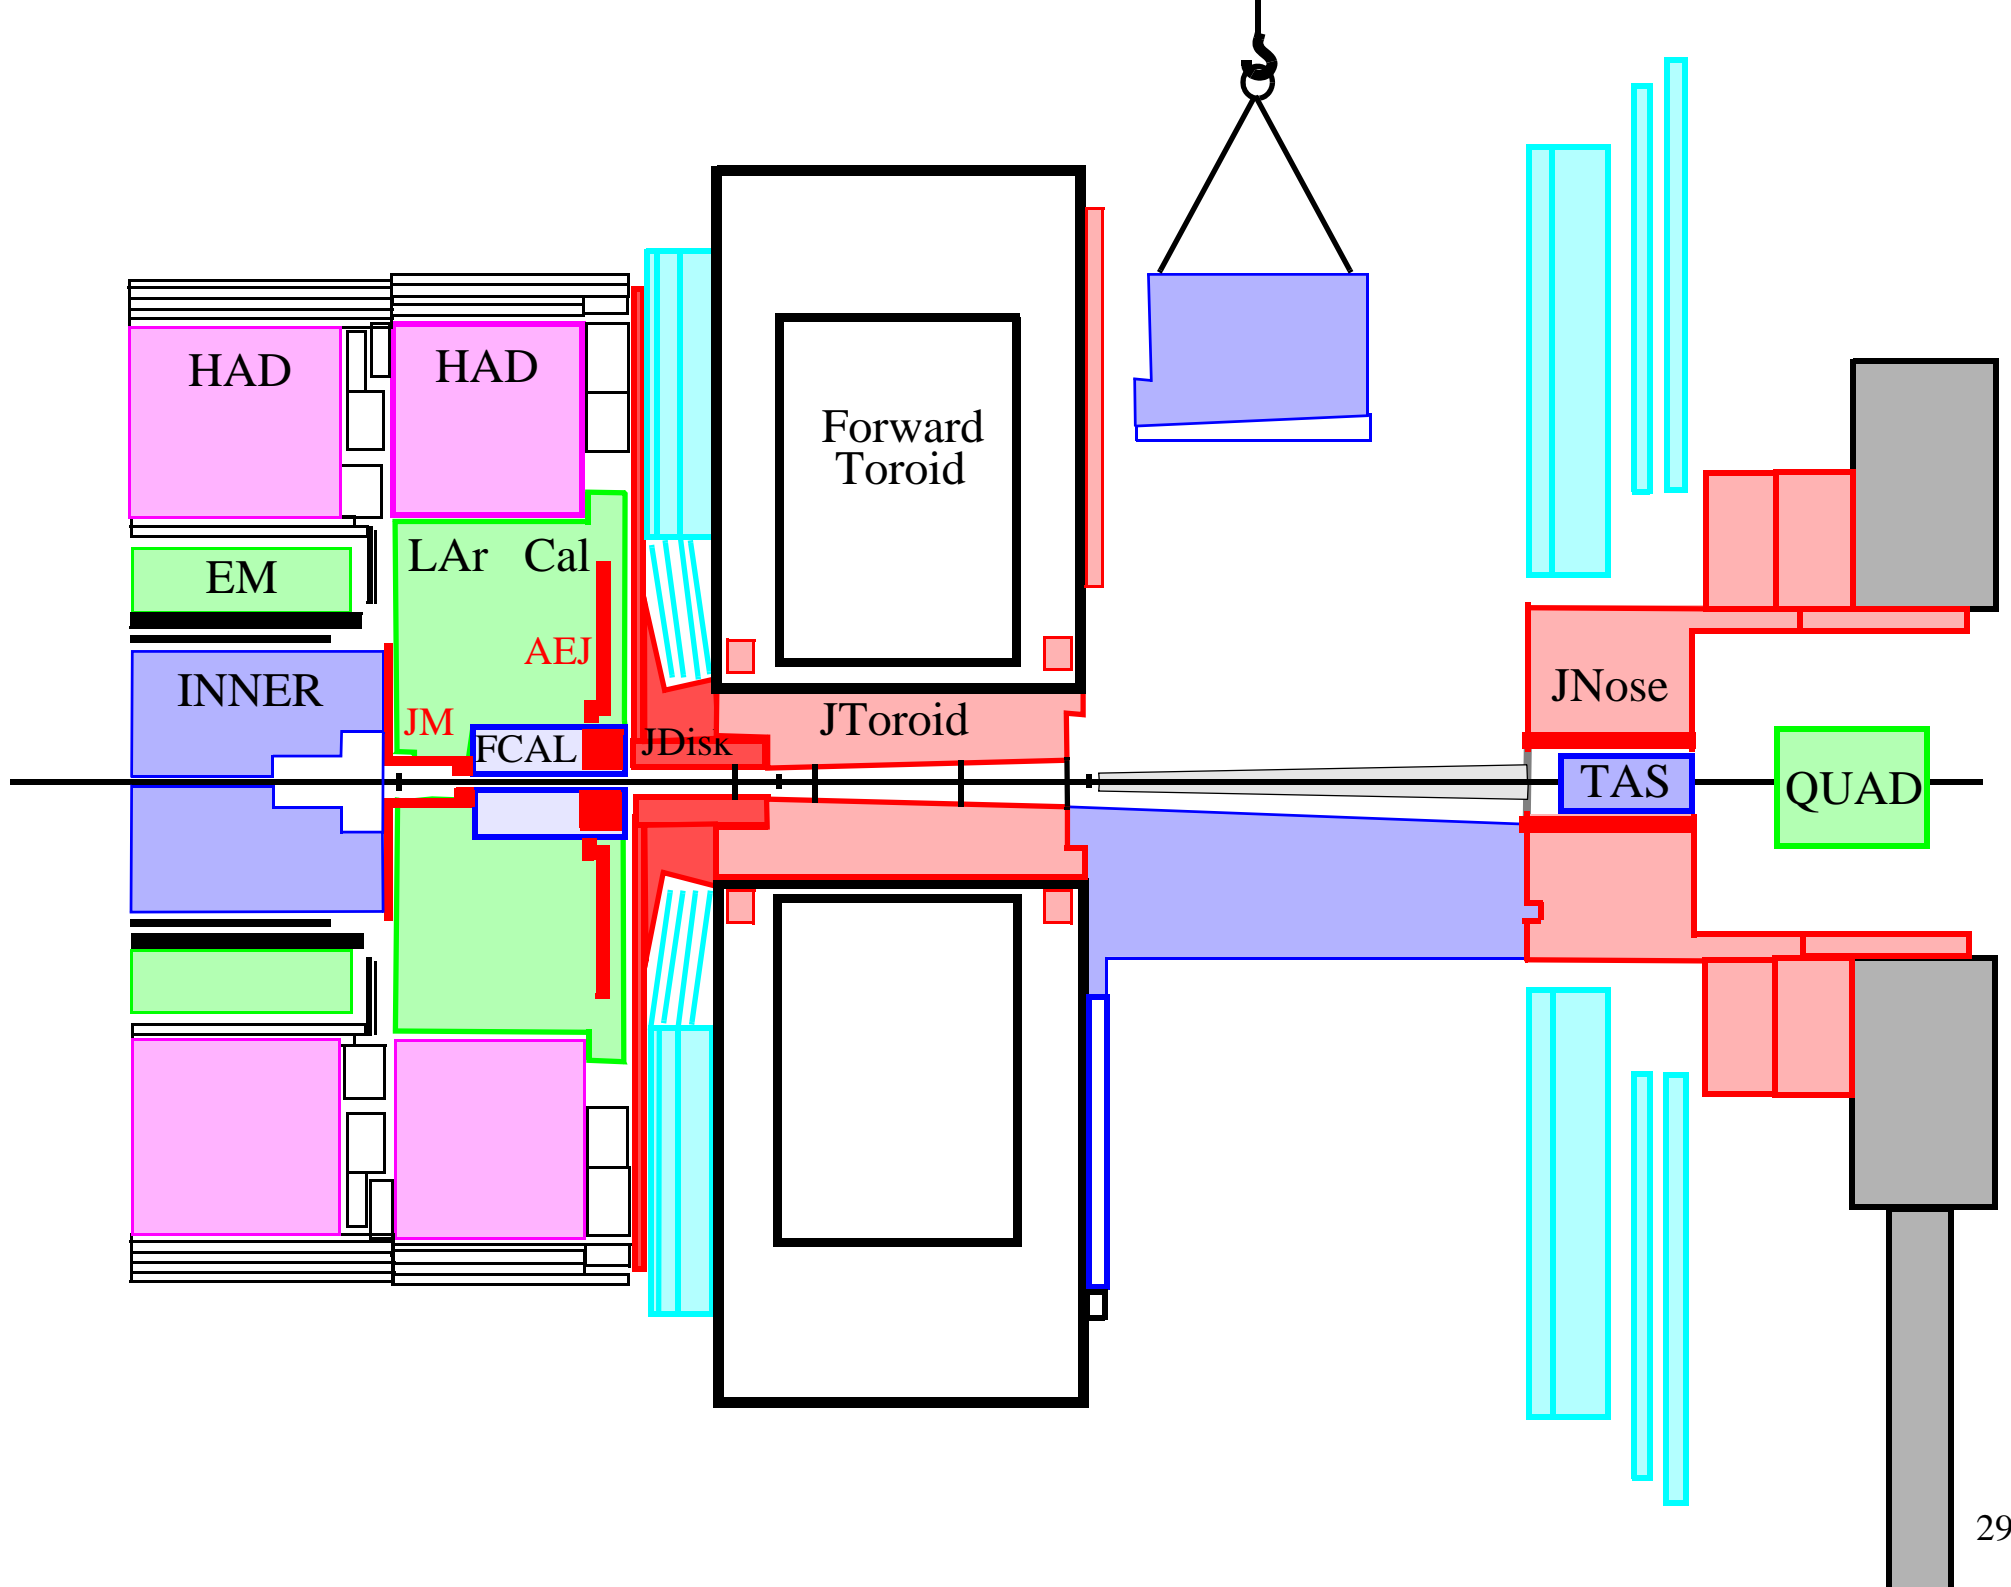 HAD
HAD
Forward
Toroid
LAr Cal
EM
AEJ
INNER
JM
JNose
JToroid
FCAL
JDisk
TAS
QUAD
29